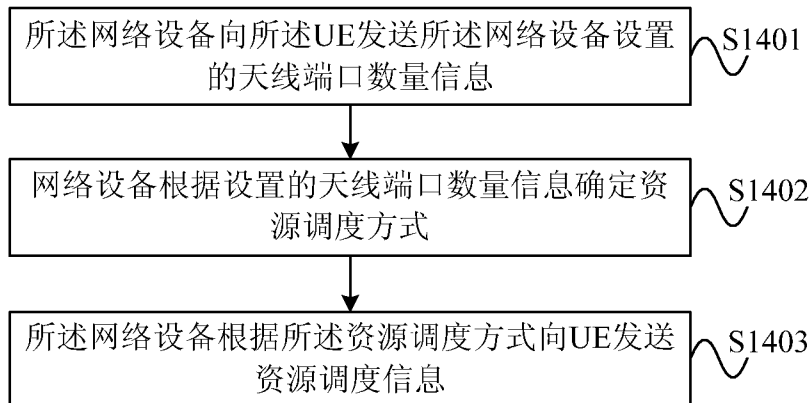 所述网络设备向所述UE发送所述网络设备设置
的天线端口数量信息
S1401
网络设备根据设置的天线端口数量信息确定资
源调度方式
S1402
所述网络设备根据所述资源调度方式向UE发送
资源调度信息
S1403